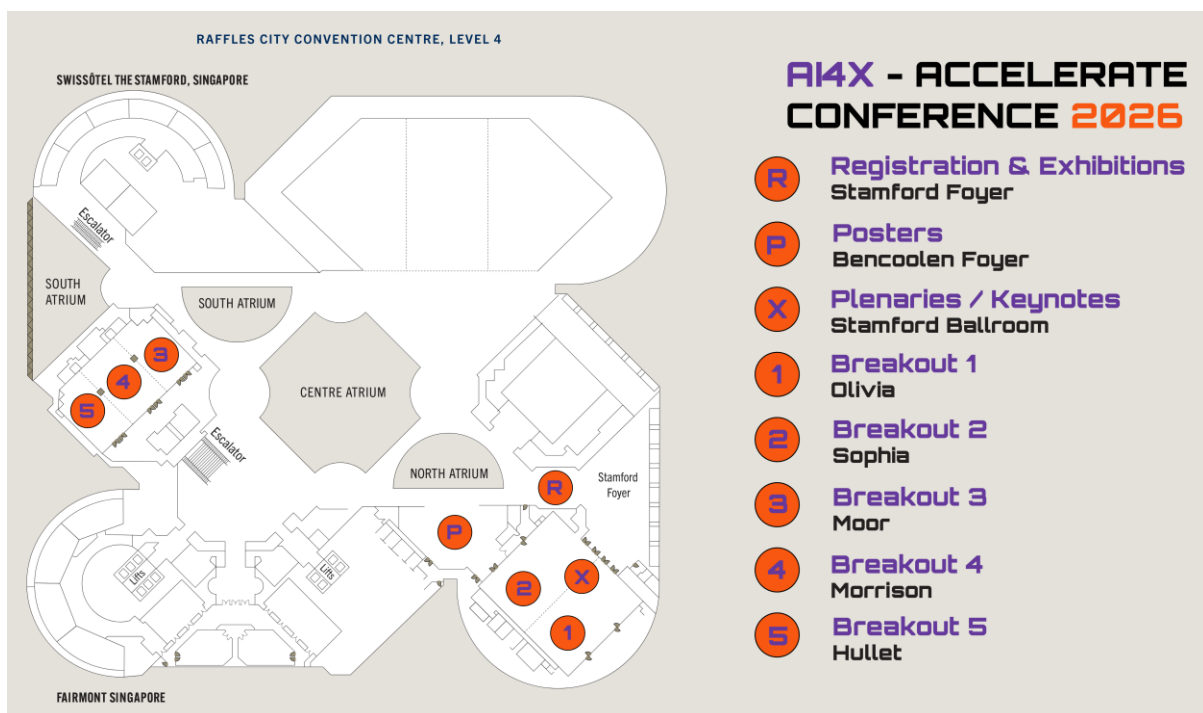 RAFFLES CITY CONVENTION CENTRE, LEVEL 4
SWISSÔTEL THE STAMFORD, SINGAPORE
Escalator
SOUTH
ATRIUM
SOUTH ATRIUM
3
4
5
CENTRE ATRIUM
Escalator
NORTH ATRIUM
R
Stamford
Foyer
P
Lifts
Lifts
2
X
1
FAIRMONT SINGAPORE
AI4X - ACCELERATE
CONFERENCE 2026
R
Registration & Exhibitions
Stamford Foyer
P
Posters
Bencoolen Foyer
X
Plenaries / Keynotes
Stamford Ballroom
1
Breakout 1
Olivia
2
Breakout 2
Sophia
3
Breakout 3
Moor
4
Breakout 4
Morrison
5
Breakout 5
Hullet